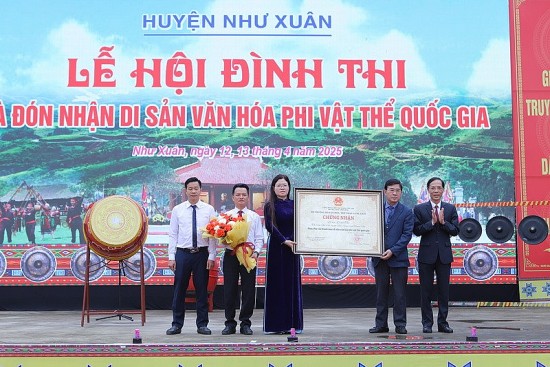 HUYỆN NHƯ XUÂN
LỄ HỘI ĐÌNH THI
À ĐÓN NHẬN DI SẢN VĂN HÓA PHI VẬT THỂ QUỐC GIA
Như Xuân, ngày 12, 13 tháng 4 năm 2025
CHỨNG NHẬN
TRUY